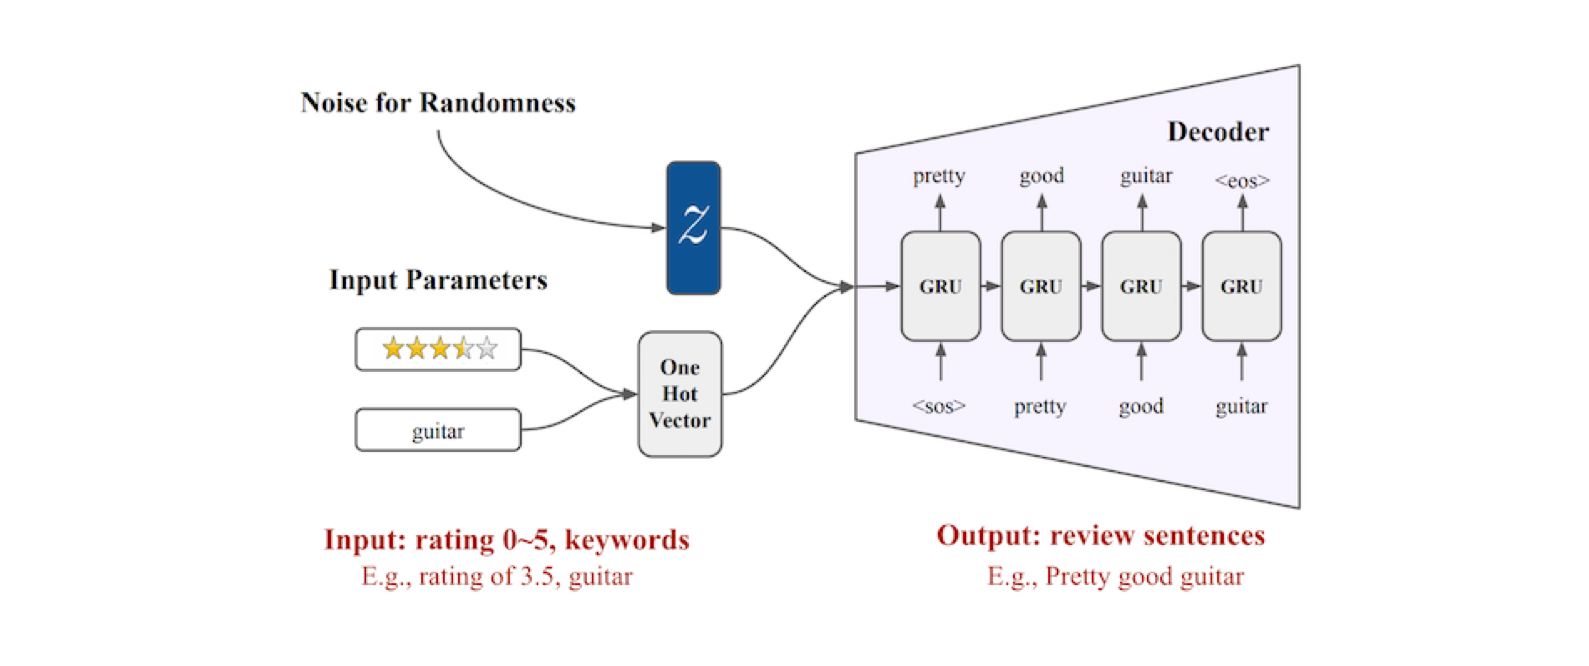 Noise for Randomness
z
Input Parameters
guitar
One
Hot
Vector
Decoder
pretty
good
guitar
<eos>
GRU
GRU
GRU
GRU
<sos>
pretty
good
guitar
Input: rating 0~5, keywords
E.g., rating of 3.5, guitar
Output: review sentences
E.g., Pretty good guitar